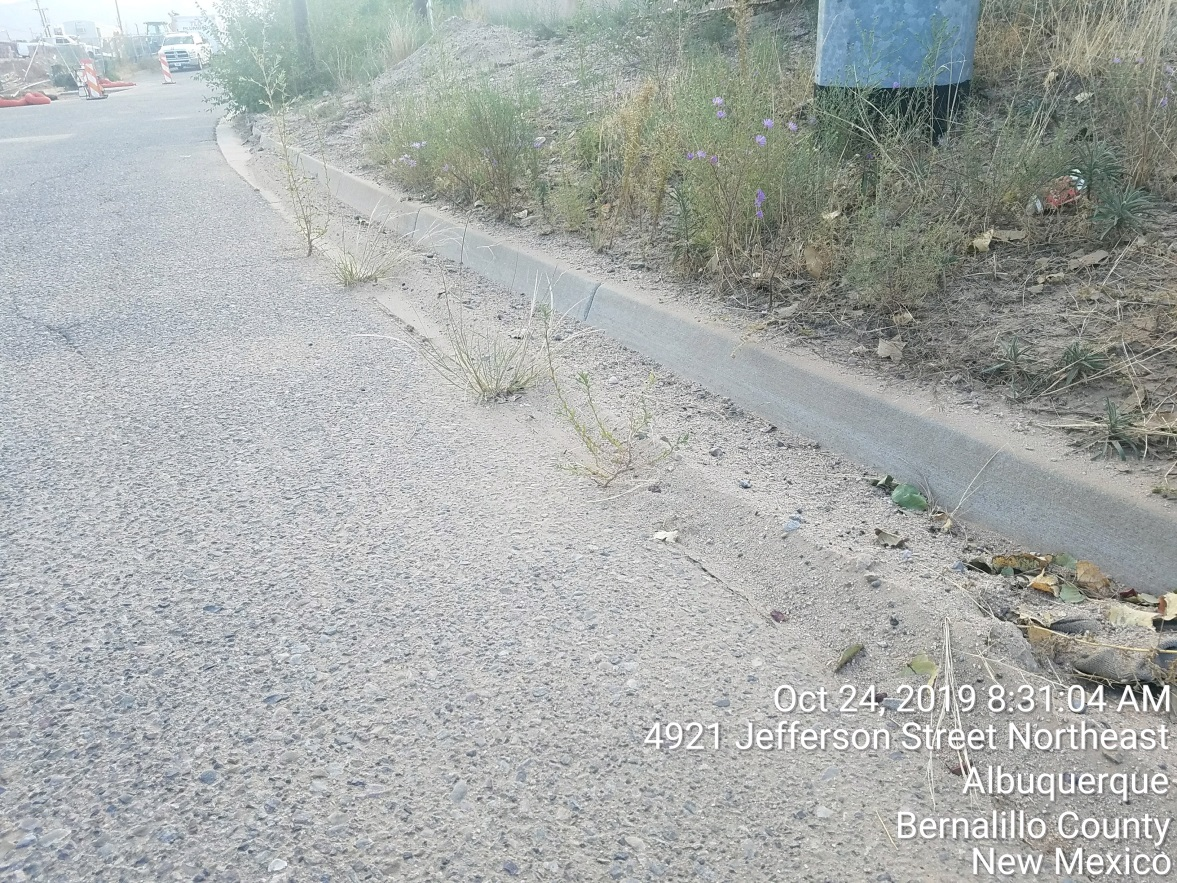 Oct 24, 2019 8:31:04 AM
4921 Jefferson Street Northeast
Albuquerque
Bernalillo County
New Mexico